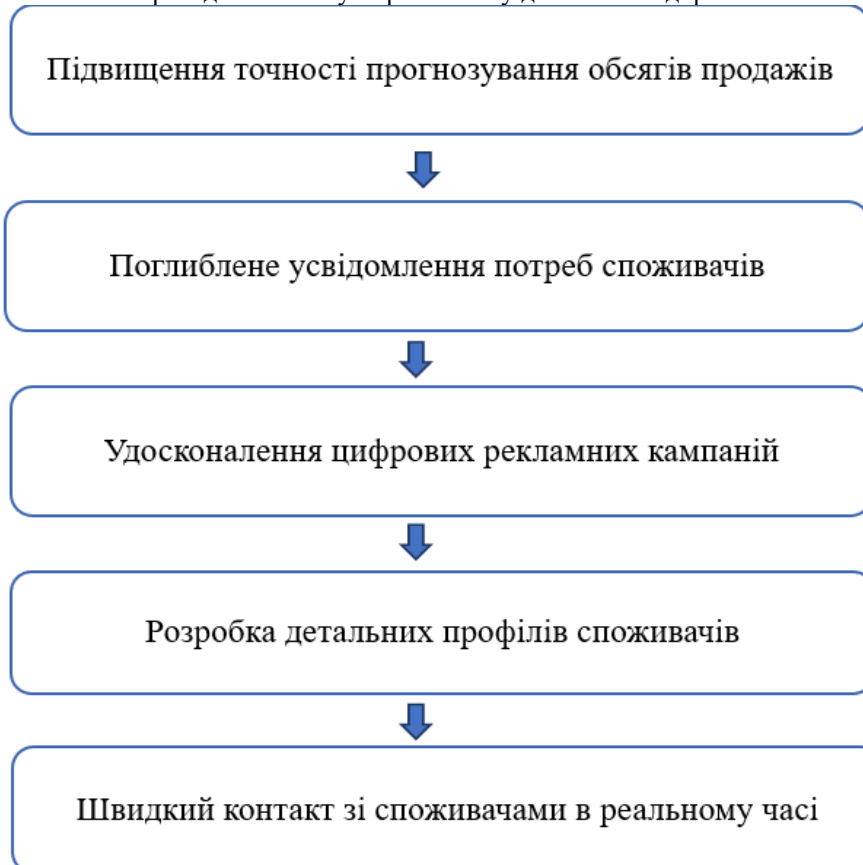 Підвищення точності прогнозування обсягів продажів
Поглиблене усвідомлення потреб споживачів
Удосконалення цифрових рекламних кампаній
Розробка детальних профілів споживачів
Швидкий контакт зі споживачами в реальному часі